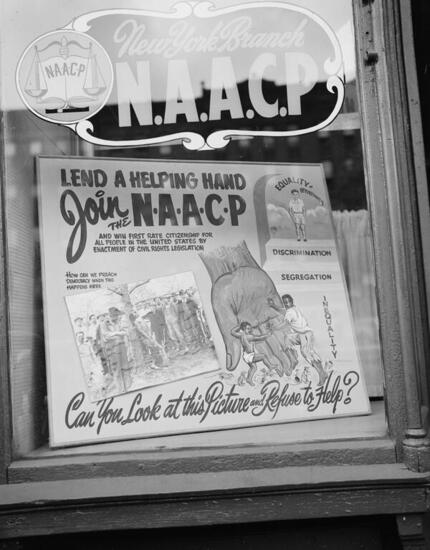 New York Branch
NAACP
N.A.A.C.P
LEND A HELPING HAND
Join THE N·A·A·C·P
AND WIN FIRST RATE CITIZENSHIP FOR
ALL PEOPLE IN THE UNITED STATES BY
ENACTMENT OF CIVIL RIGHTS LEGISLATION
HOW CAN WE PREACH
DEMOCRACY WHEN THIS
HAPPENS HERE
EQUALITY OF
DISCRIMINATION
SEGREGATION
INEQUALITY
Can You Look at this Picture and Refuse to Help?